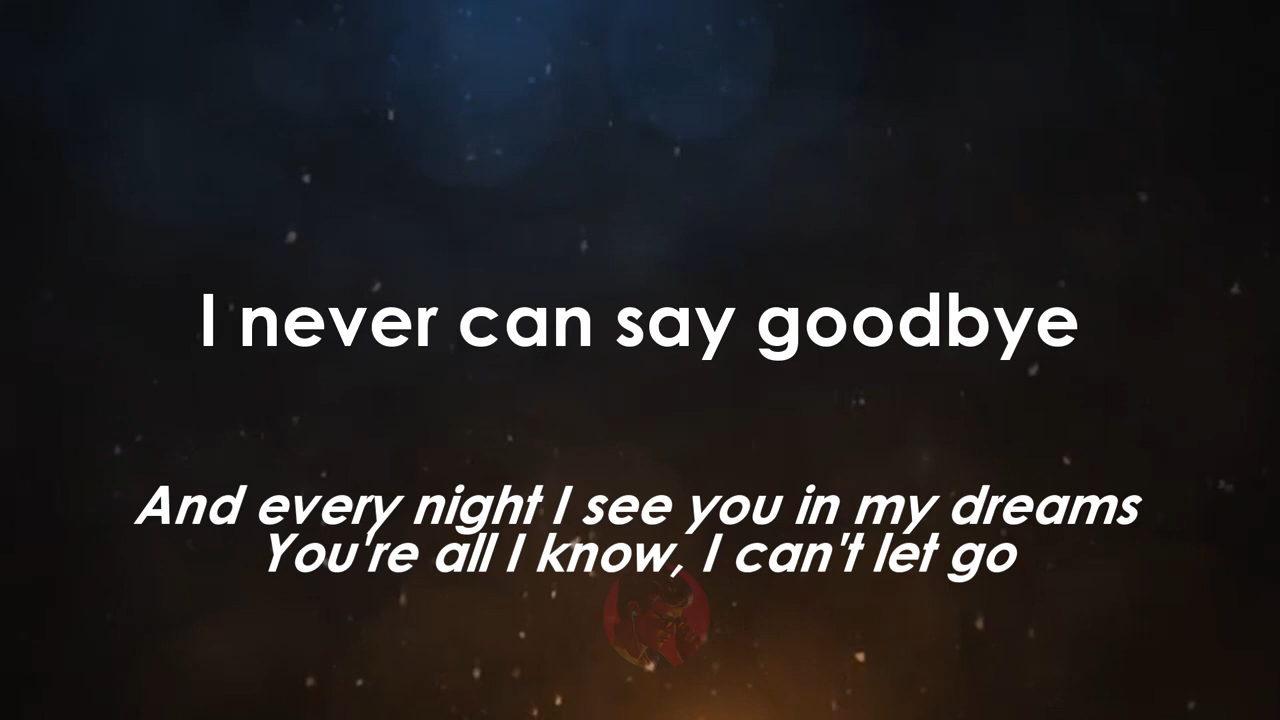 I never can say goodbye
And every night I see you in my dreams
You're all I know, I can't let go